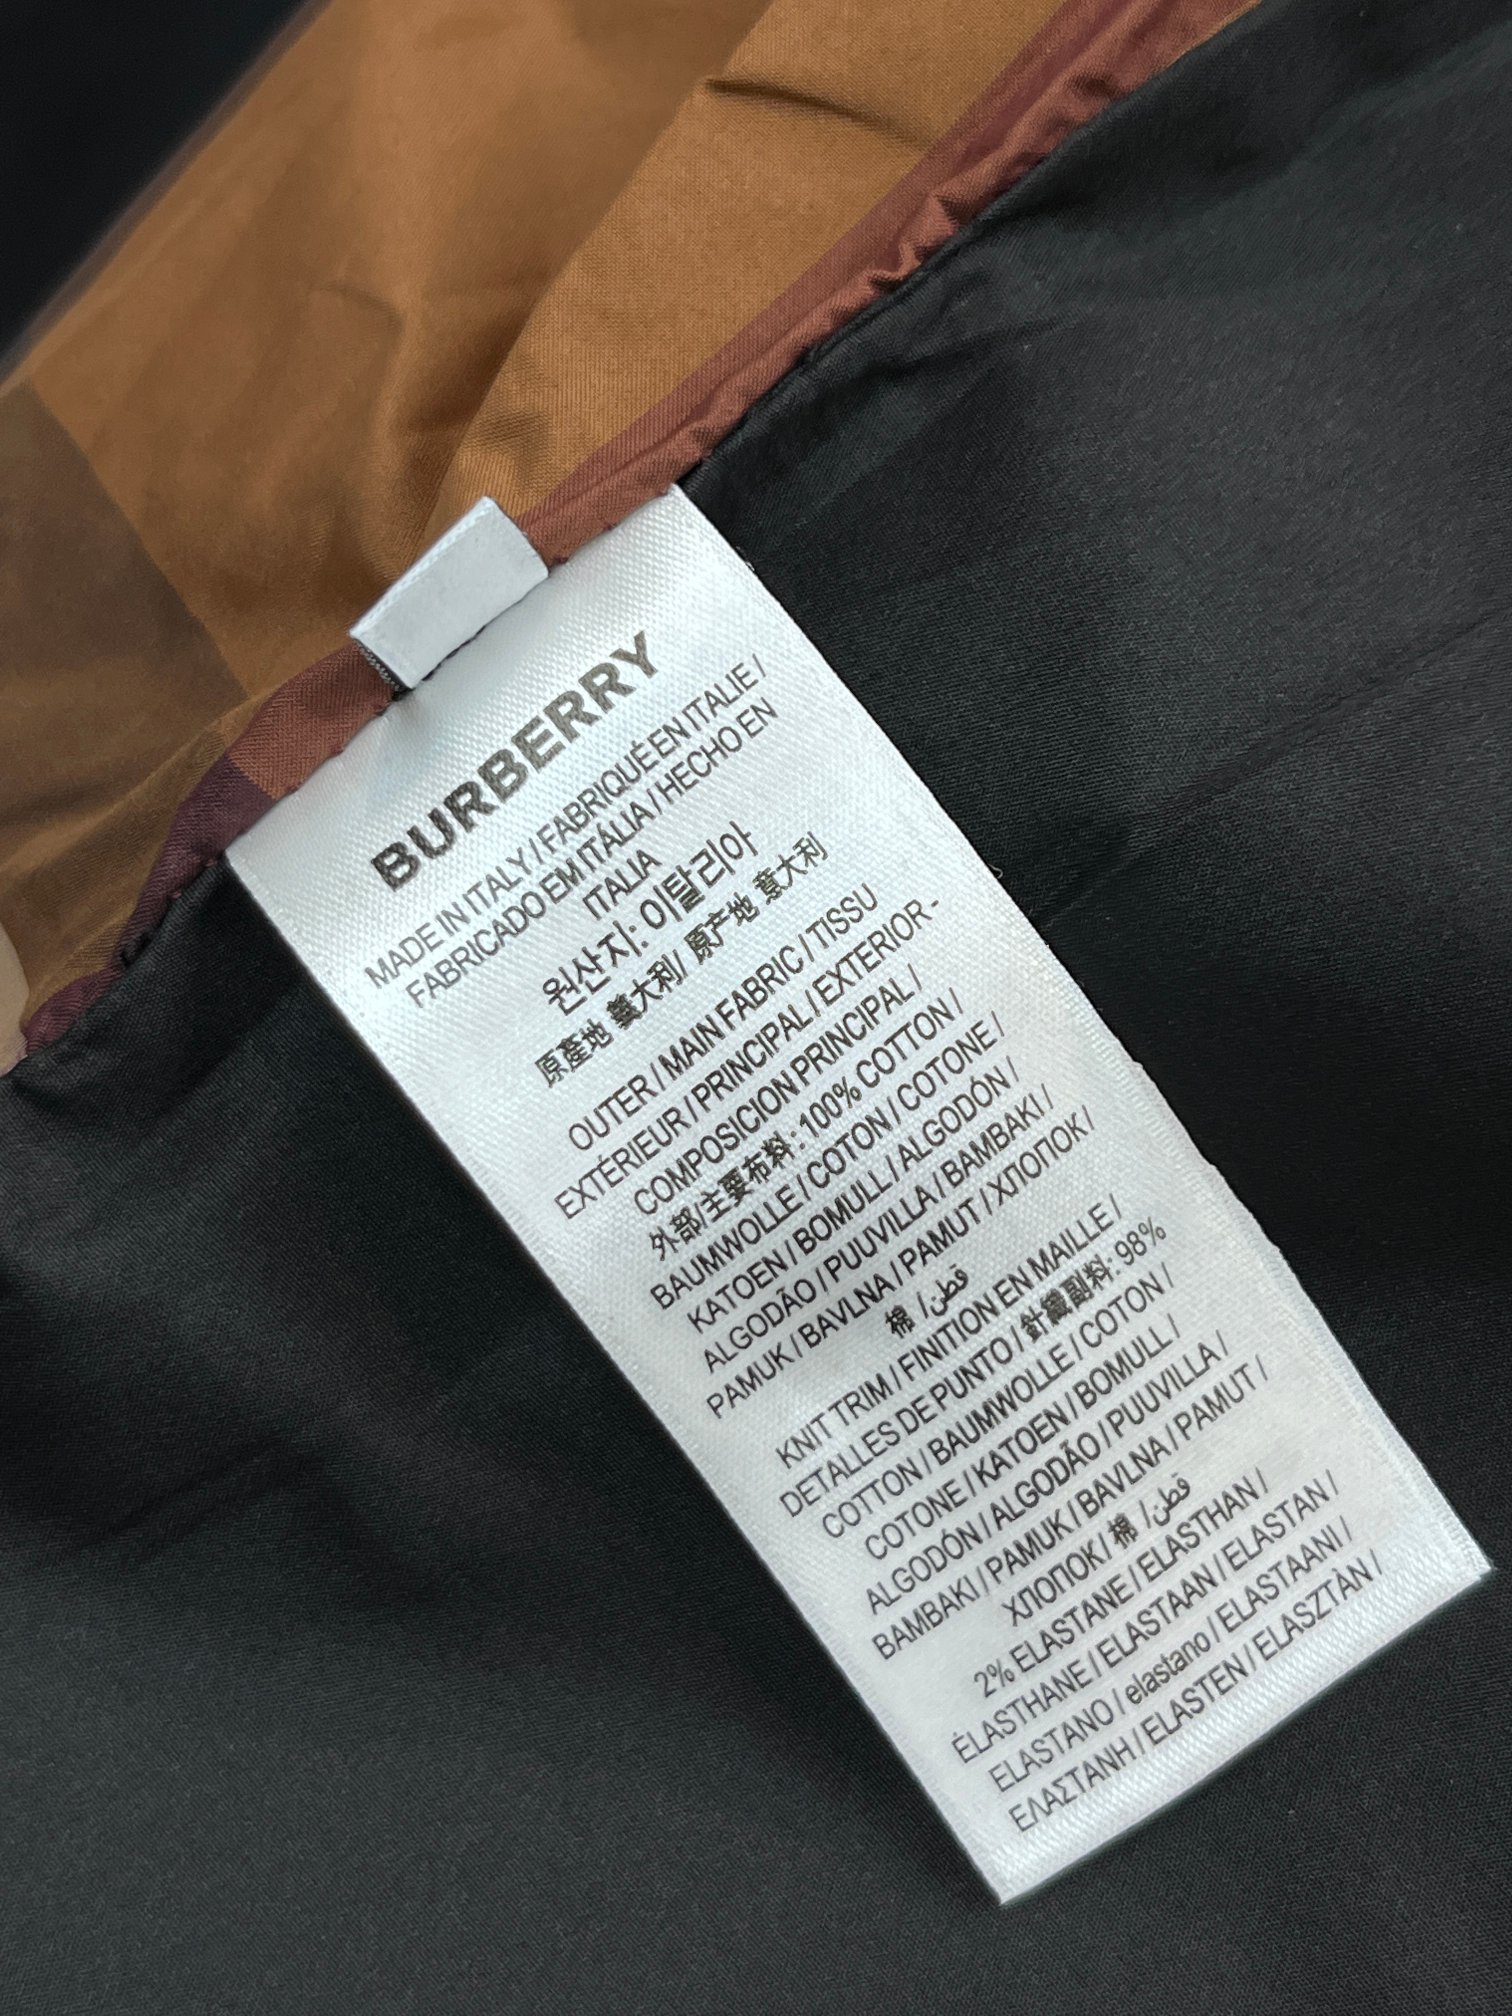 BURBERRY
MADE IN ITALY / FABRIQUÉ EN ITALIE /
FABRICADO EM ITÁLIA / HECHO EN
ITALIA
원산지: 이탈리아
原產地 義大利/ 原产地 意大利
OUTER / MAIN FABRIC / TISSU
EXTÉRIEUR / PRINCIPAL / EXTERIOR -
COMPOSICION PRINCIPAL /
外部/主要布料: 100% COTTON /
BAUMWOLLE / COTON / COTONE /
KATOEN / BOMULL / ALGODÓN /
ALGODÃO / PUUVILLA / BAMBAKI /
PAMUK / BAVLNA / PAMUT / ХЛОПОК /
棉 /قطن
KNIT TRIM / FINITION EN MAILLE /
DETALLES DE PUNTO / 針織副料: 98%
COTTON / BAUMWOLLE / COTON /
COTONE / KATOEN / BOMULL /
ALGODÓN / ALGODÃO / PUUVILLA /
BAMBAKI / PAMUK / BAVLNA / PAMUT /
ХЛОПОК/ 棉 /قطن
2% ELASTANE / ELASTHAN /
ÉLASTHANE / ELASTAAN / ELASTAN /
ELASTANO / elastano / ELASTAANI /
ΕΛΑΣΤΑΝΗ / ELASTEN / ELASZTÀN /